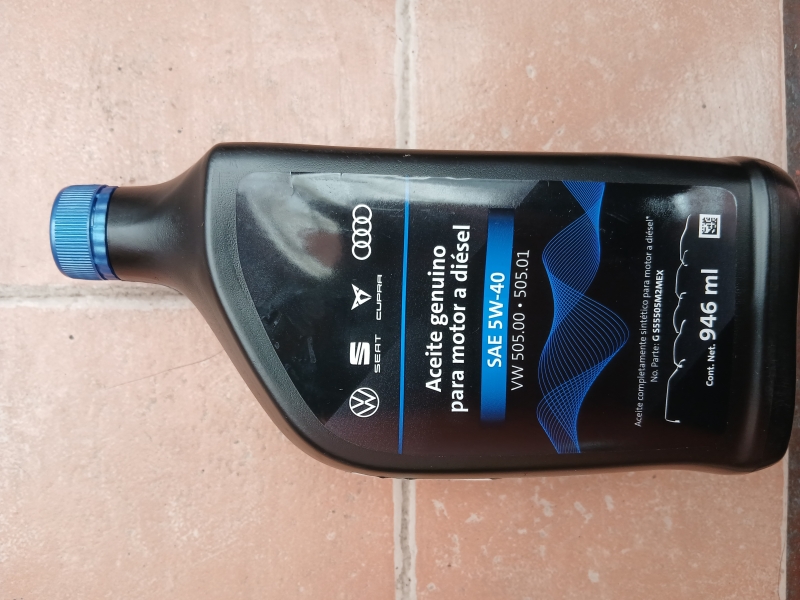 SEAT CUPRA
Aceite genuino
para motor a diésel
SAE 5W-40
VW 505.00 • 505.01
Aceite completamente sintético para motor a diésel*
No. Parte: G S55505M2MEX
Cont. Net. 946 ml